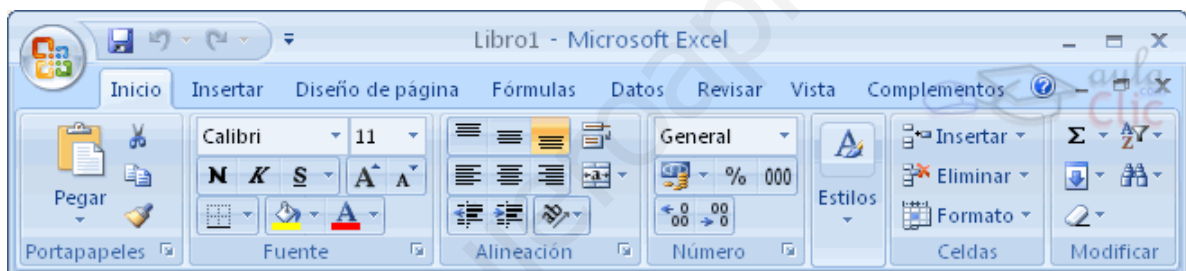 Libro1 - Microsoft Excel
Inicio Insertar Diseño de página Fórmulas Datos Revisar Vista Complementos
aula
Clic
Calibri 11 General Insertar
N K S A A % 000 Eliminar
Pegar Estilos Formato
Portapapeles Fuente Alineación Número Celdas Modificar